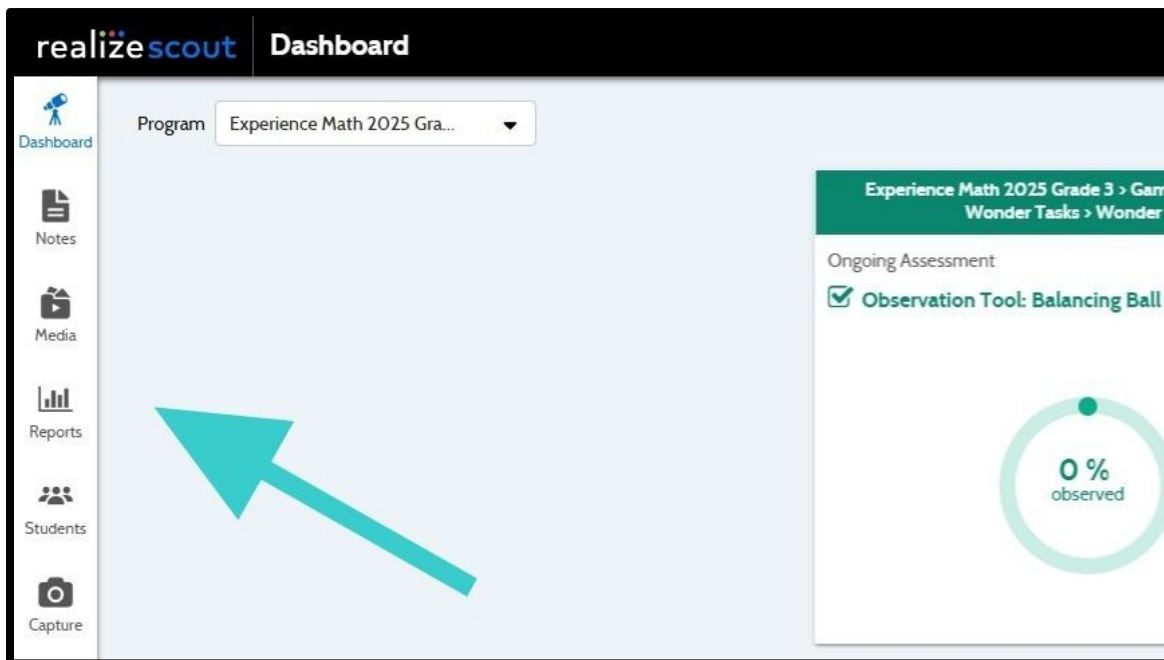 realizescout Dashboard
Dashboard
Notes
Media
Reports
Students
Capture
Program Experience Math 2025 Gra...
Experience Math 2025 Grade 3 > Gam
Wonder Tasks > Wonder
Ongoing Assessment
Observation Tool: Balancing Ball
0 %
observed